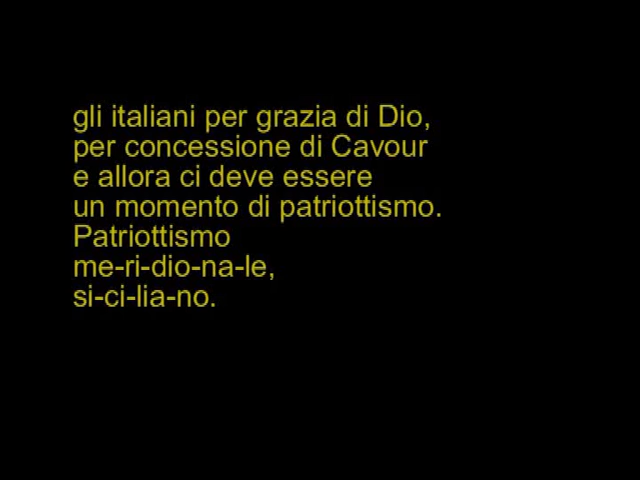 gli italiani per grazia di Dio,
per concessione di Cavour
e allora ci deve essere
un momento di patriottismo.
Patriottismo
me-ri-dio-na-le,
si-ci-lia-no.